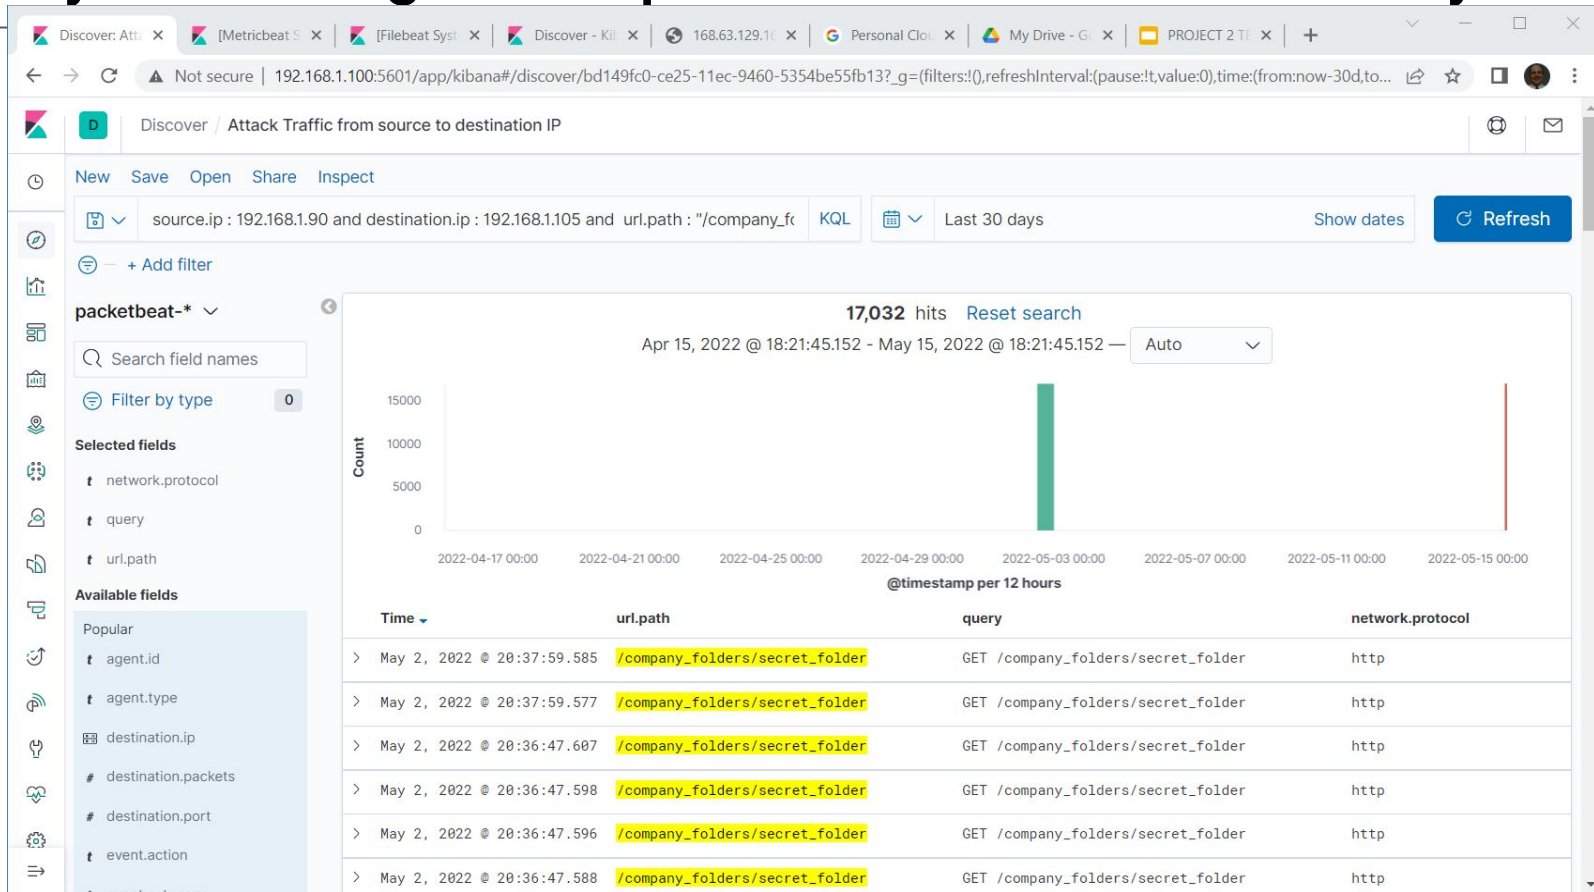 Discover: Att
[Metricbeat S
[Filebeat Sys
Discover - Ki
168.63.129.16
Personal Clou
My Drive - G
PROJECT 2 TE
Not secure | 192.168.1.100:5601/app/kibana#/discover/bd149fc0-ce25-11ec-9460-5354be55fb13?_g=(filters:!(),refreshInterval:(pause:!t,value:0),time:(from:now-30d,to...
D Discover / Attack Traffic from source to destination IP
New Save Open Share Inspect
source.ip : 192.168.1.90 and destination.ip : 192.168.1.105 and url.path : "/company_fo KQL Last 30 days Show dates Refresh
+ Add filter
packetbeat-*
Search field names
Filter by type 0
Selected fields
t network.protocol
t query
t url.path
Available fields
Popular
t agent.id
t agent.type
destination.ip
# destination.packets
# destination.port
t event.action
17,032 hits Reset search
Apr 15, 2022 @ 18:21:45.152 - May 15, 2022 @ 18:21:45.152 — Auto
Count
15000
10000
5000
0
2022-04-17 00:00 2022-04-21 00:00 2022-04-25 00:00 2022-04-29 00:00 2022-05-03 00:00 2022-05-07 00:00 2022-05-11 00:00 2022-05-15 00:00
@timestamp per 12 hours
Time url.path query network.protocol
May 2, 2022 @ 20:37:59.585 /company_folders/secret_folder GET /company_folders/secret_folder http
May 2, 2022 @ 20:37:59.577 /company_folders/secret_folder GET /company_folders/secret_folder http
May 2, 2022 @ 20:36:47.607 /company_folders/secret_folder GET /company_folders/secret_folder http
May 2, 2022 @ 20:36:47.598 /company_folders/secret_folder GET /company_folders/secret_folder http
May 2, 2022 @ 20:36:47.596 /company_folders/secret_folder GET /company_folders/secret_folder http
May 2, 2022 @ 20:36:47.588 /company_folders/secret_folder GET /company_folders/secret_folder http